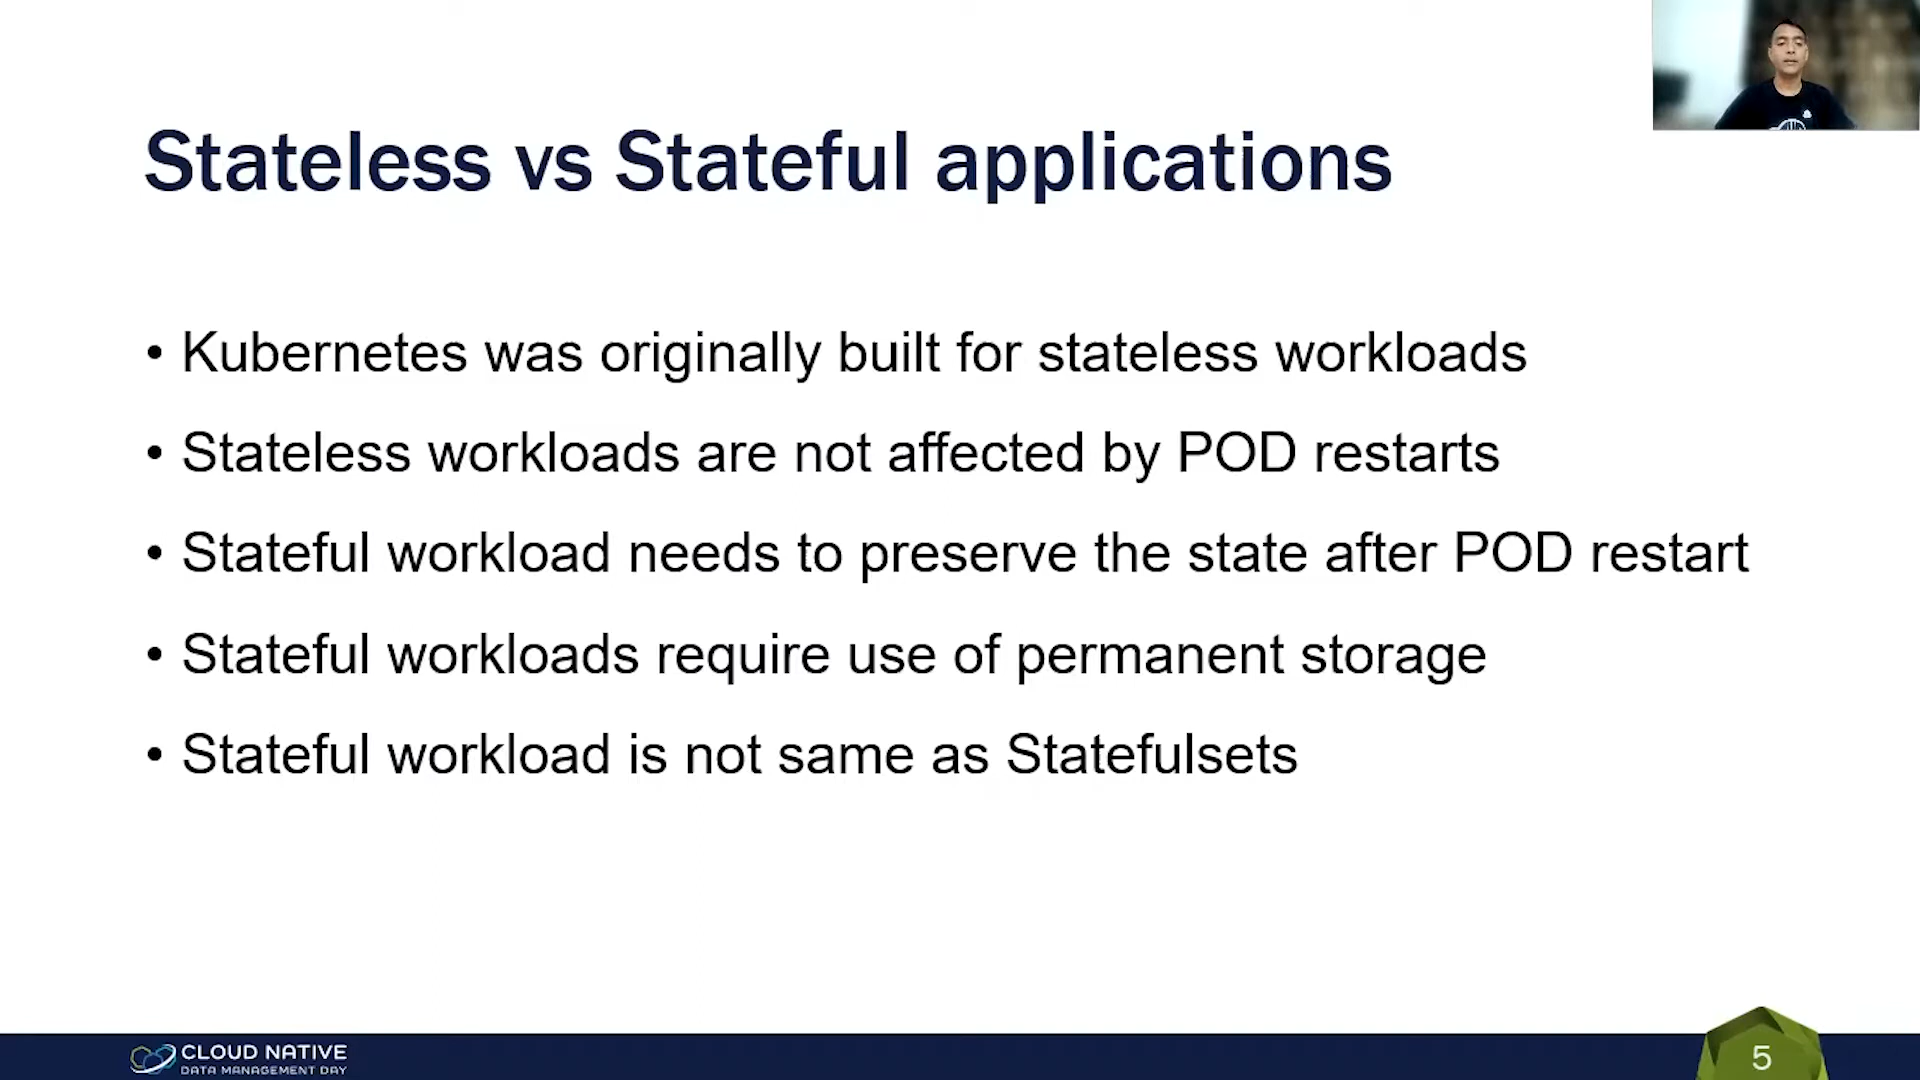 Stateless vs Stateful applications
• Kubernetes was originally built for stateless workloads
• Stateless workloads are not affected by POD restarts
• Stateful workload needs to preserve the state after POD restart
• Stateful workloads require use of permanent storage
• Stateful workload is not same as Statefulsets
CLOUD NATIVE
DATA MANAGEMENT DAY
5